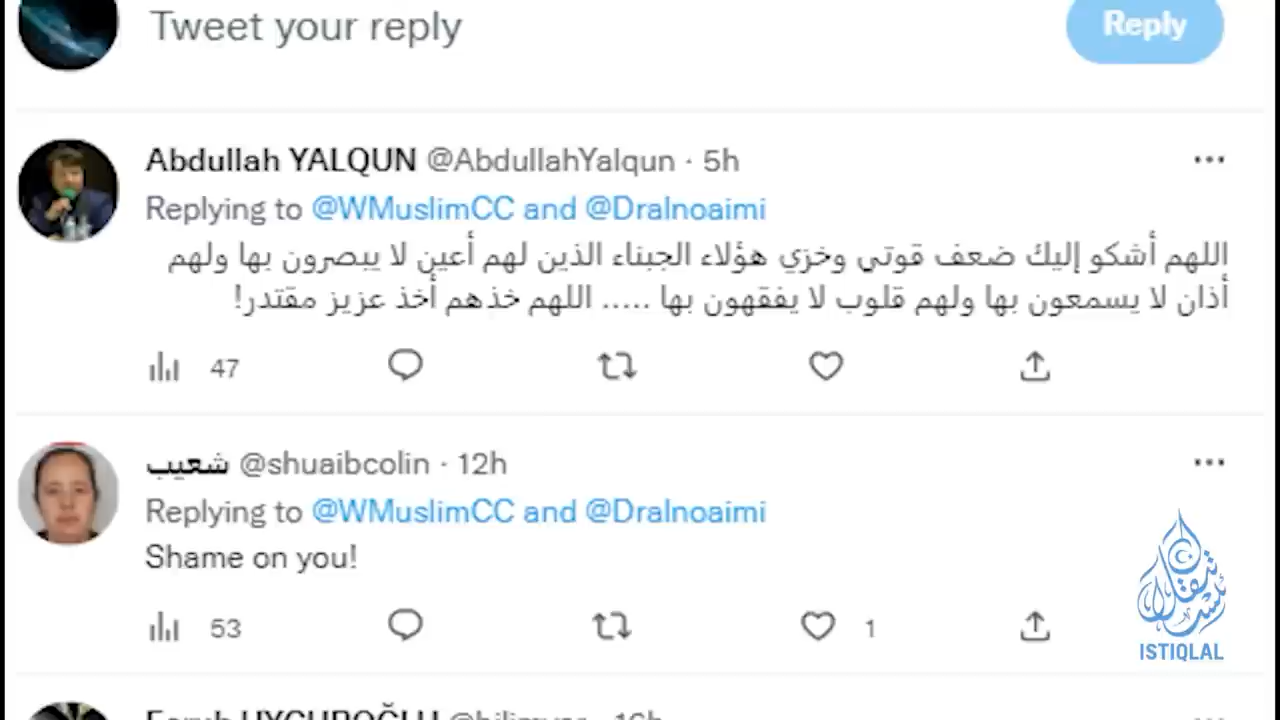 Tweet your reply
Reply
Abdullah YALQUN @AbdullahYalqun · 5h
Replying to @WMuslimCC and @Dralnoaimi
اللهم أشكو إليك ضعف قوتي وخزي هؤلاء الجبناء الذين لهم أعين لا يبصرون بها ولهم
أذان لا يسمعون بها ولهم قلوب لا يفقهون بها ..... اللهم خذهم أخذ عزيز مقتدر!
47
شعيب @shuaibcolin · 12h
Replying to @WMuslimCC and @Dralnoaimi
Shame on you!
53
1
ISTIQLAL